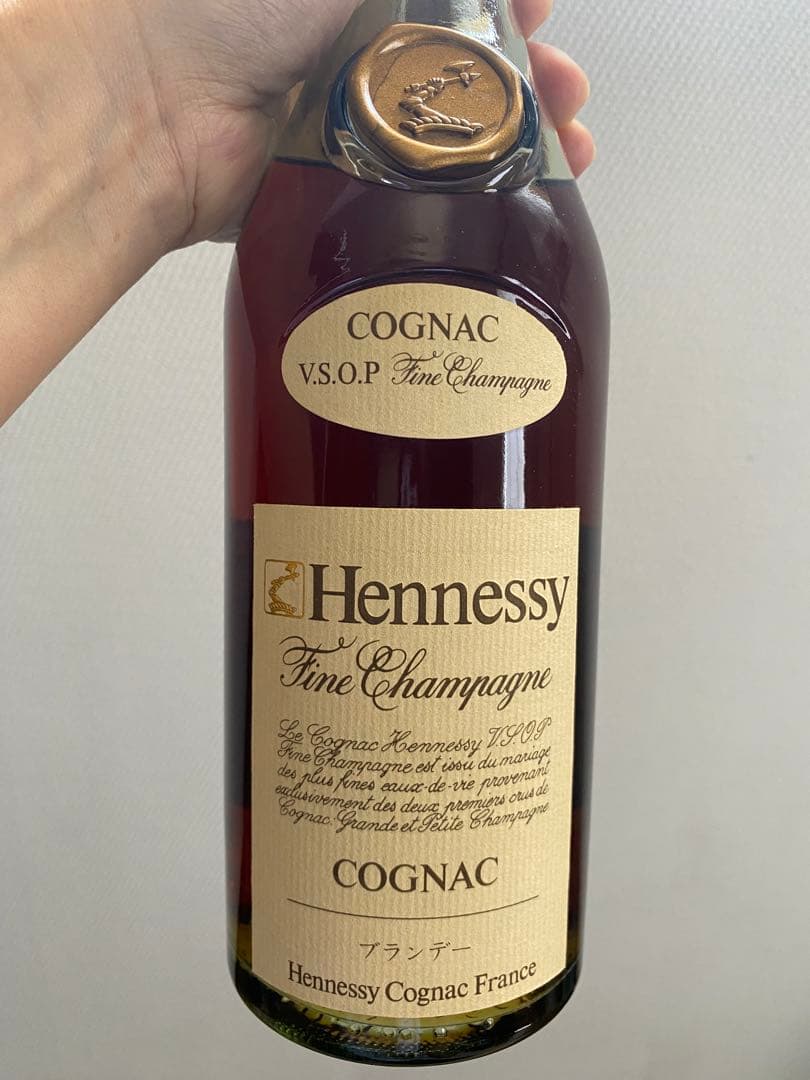 COGNAC
V.S.O.P Fine Champagne
Hennessy
Fine Champagne
Le Cognac Hennessy V.S.O.P
Fine Champagne est issu du mariage
des plus fines eaux-de-vie provenant
exclusivement des deux premiers crus de
Cognac: Grande et Petite Champagne
COGNAC
ブランデー
Hennessy Cognac France